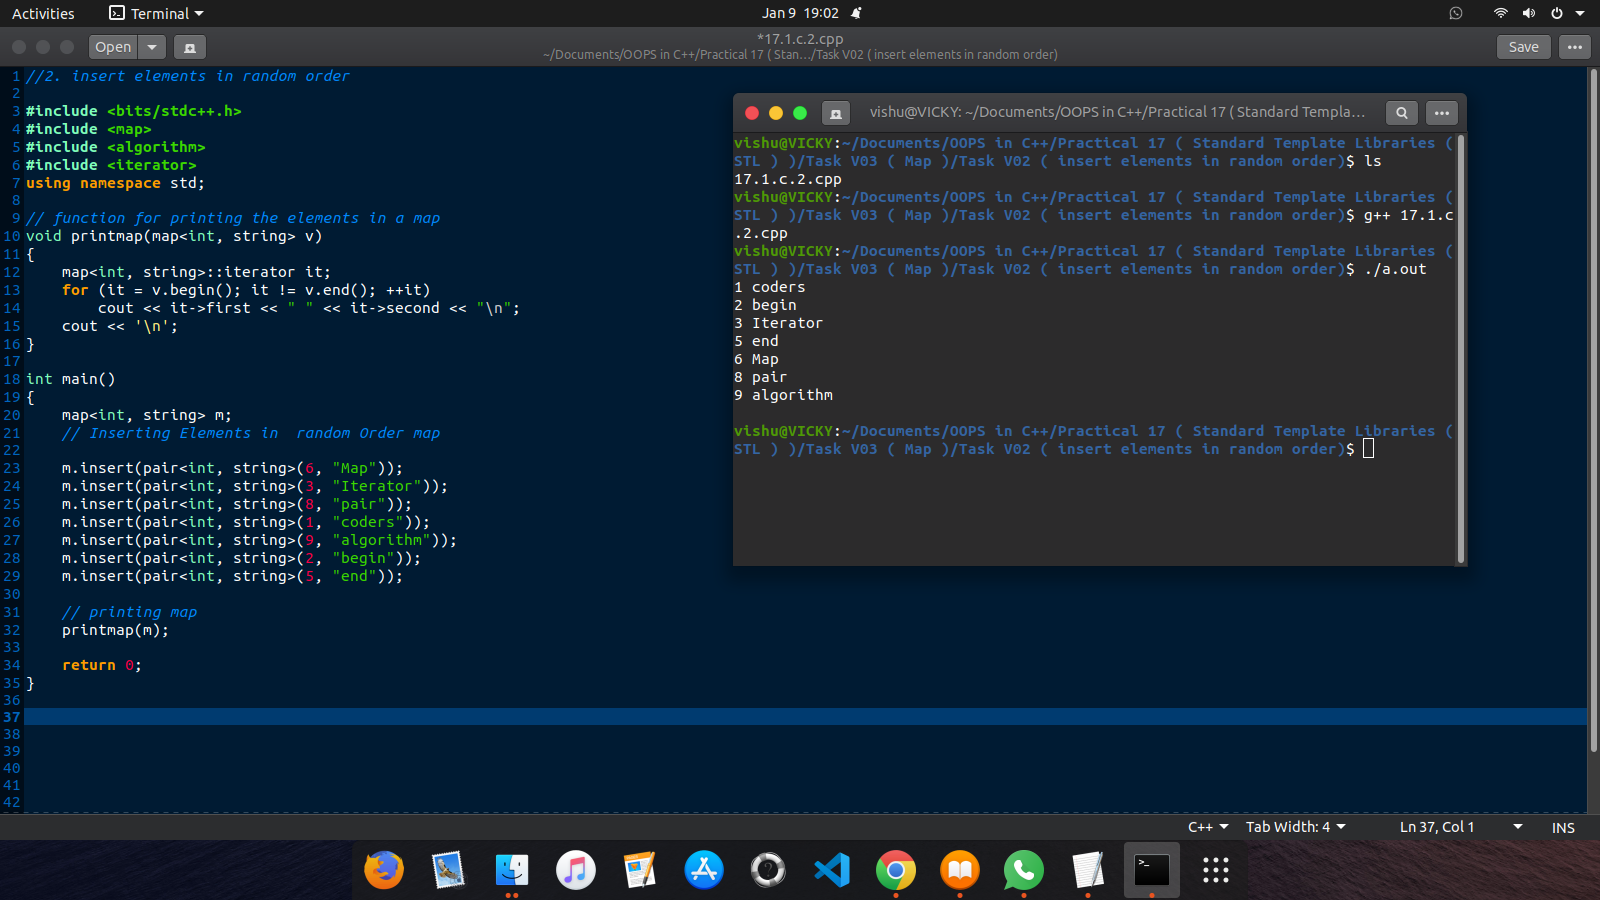 Activities Terminal Jan 9 19:02
Open *17.1.c.2.cpp Save
~/Documents/OOPS in C++/Practical 17 ( Stan.../Task V02 ( insert elements in random order)
1 //2. insert elements in random order
2
3 #include <bits/stdc++.h>
4 #include <map>
5 #include <algorithm>
6 #include <iterator>
7 using namespace std;
8
9 // function for printing the elements in a map
10 void printmap(map<int, string> v)
11 {
12     map<int, string>::iterator it;
13     for (it = v.begin(); it != v.end(); ++it)
14         cout << it->first << " " << it->second << "\n";
15     cout << '\n';
16 }
17
18 int main()
19 {
20     map<int, string> m;
21     // Inserting Elements in  random Order map
22
23     m.insert(pair<int, string>(6, "Map"));
24     m.insert(pair<int, string>(3, "Iterator"));
25     m.insert(pair<int, string>(8, "pair"));
26     m.insert(pair<int, string>(1, "coders"));
27     m.insert(pair<int, string>(9, "algorithm"));
28     m.insert(pair<int, string>(2, "begin"));
29     m.insert(pair<int, string>(5, "end"));
30
31     // printing map
32     printmap(m);
33
34     return 0;
35 }
36
37
38
39
40
41
42
vishu@VICKY: ~/Documents/OOPS in C++/Practical 17 ( Standard Templa...
vishu@VICKY:~/Documents/OOPS in C++/Practical 17 ( Standard Template Libraries (
STL ) )/Task V03 ( Map )/Task V02 ( insert elements in random order)$ ls
17.1.c.2.cpp
vishu@VICKY:~/Documents/OOPS in C++/Practical 17 ( Standard Template Libraries (
STL ) )/Task V03 ( Map )/Task V02 ( insert elements in random order)$ g++ 17.1.c
.2.cpp
vishu@VICKY:~/Documents/OOPS in C++/Practical 17 ( Standard Template Libraries (
STL ) )/Task V03 ( Map )/Task V02 ( insert elements in random order)$ ./a.out
1 coders
2 begin
3 Iterator
5 end
6 Map
8 pair
9 algorithm
vishu@VICKY:~/Documents/OOPS in C++/Practical 17 ( Standard Template Libraries (
STL ) )/Task V03 ( Map )/Task V02 ( insert elements in random order)$
C++ Tab Width: 4 Ln 37, Col 1 INS